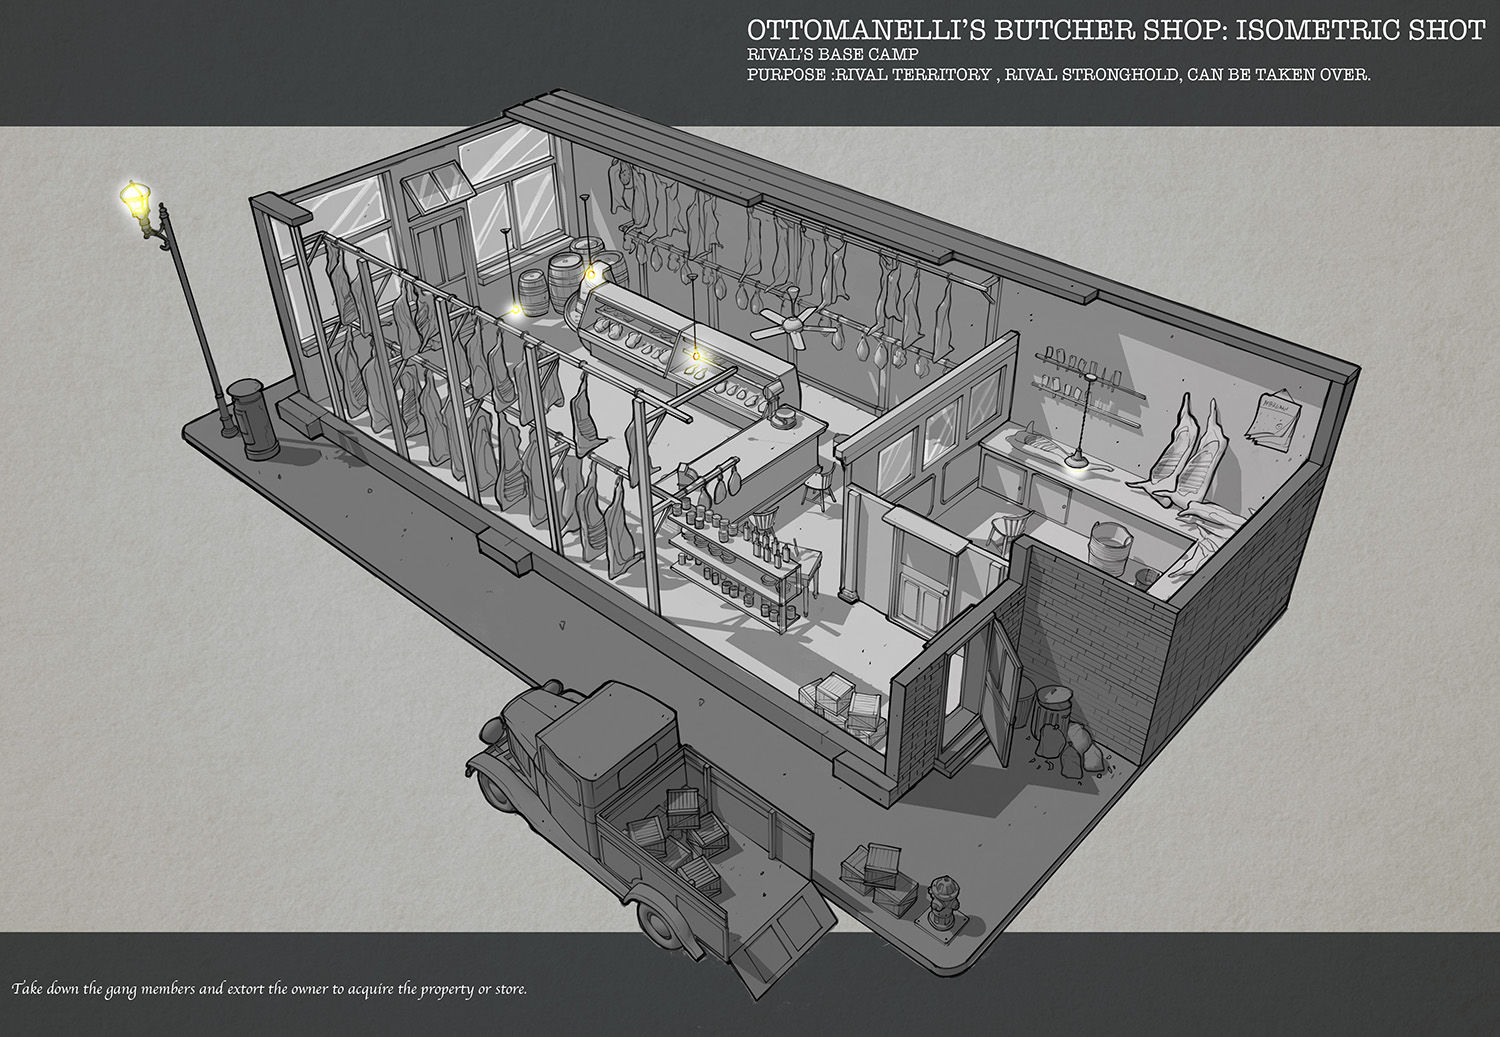 OTTOMANELLI'S BUTCHER SHOP: ISOMETRIC SHOT
RIVAL'S BASE CAMP
PURPOSE :RIVAL TERRITORY , RIVAL STRONGHOLD, CAN BE TAKEN OVER.
Take down the gang members and extort the owner to acquire the property or store.